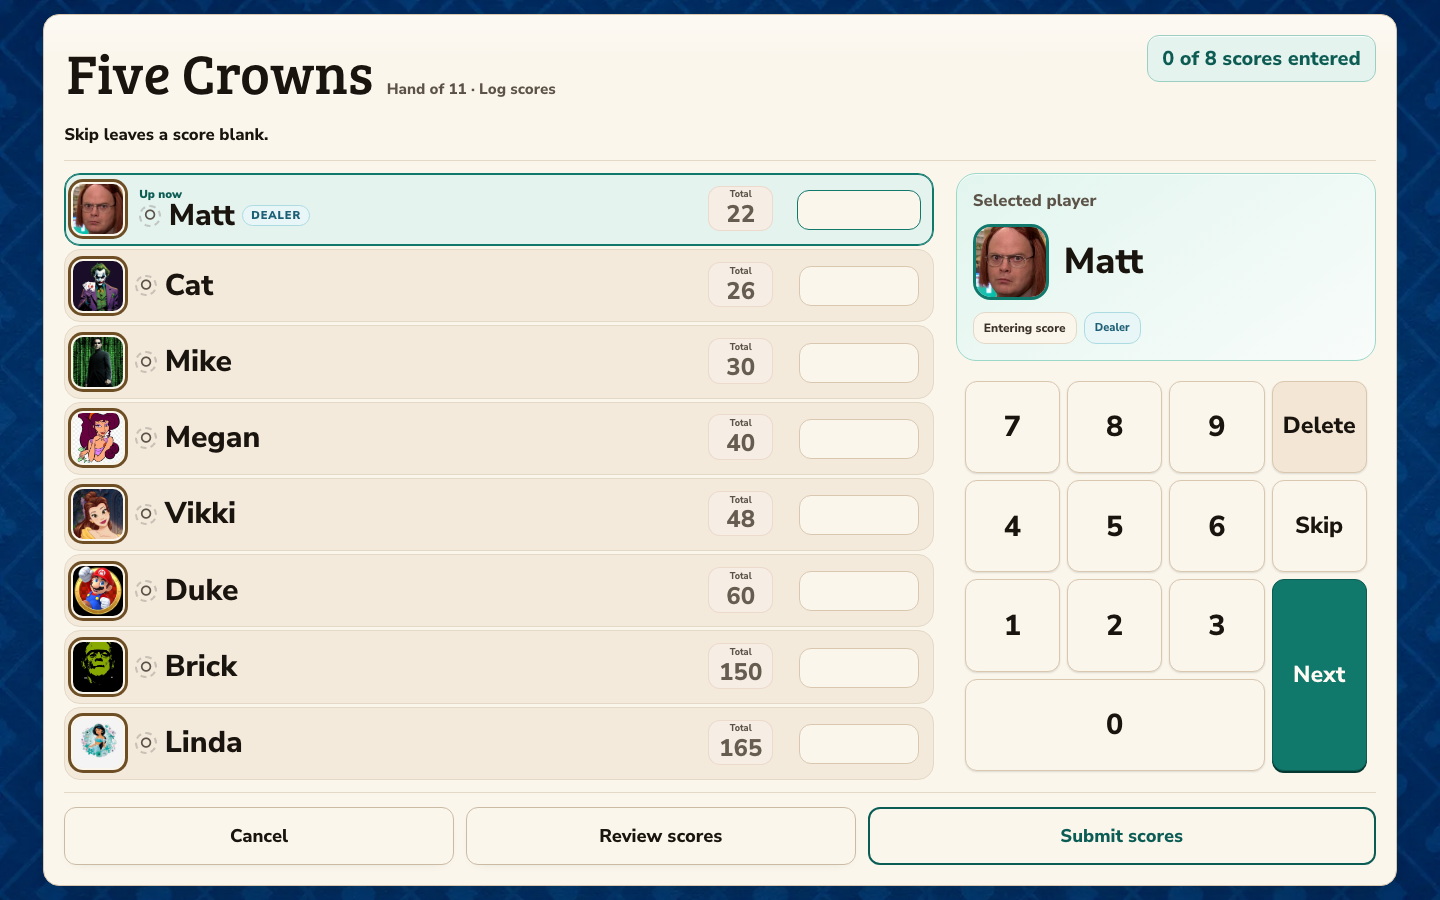 Five Crowns
Hand of 11 · Log scores
0 of 8 scores entered
Skip leaves a score blank.
Up now
Matt
DEALER
Total
22
Cat
Total
26
Mike
Total
30
Megan
Total
40
Vikki
Total
48
Duke
Total
60
Brick
Total
150
Linda
Total
165
Selected player
Matt
Entering score
Dealer
7
8
9
Delete
4
5
6
Skip
1
2
3
Next
0
Cancel
Review scores
Submit scores